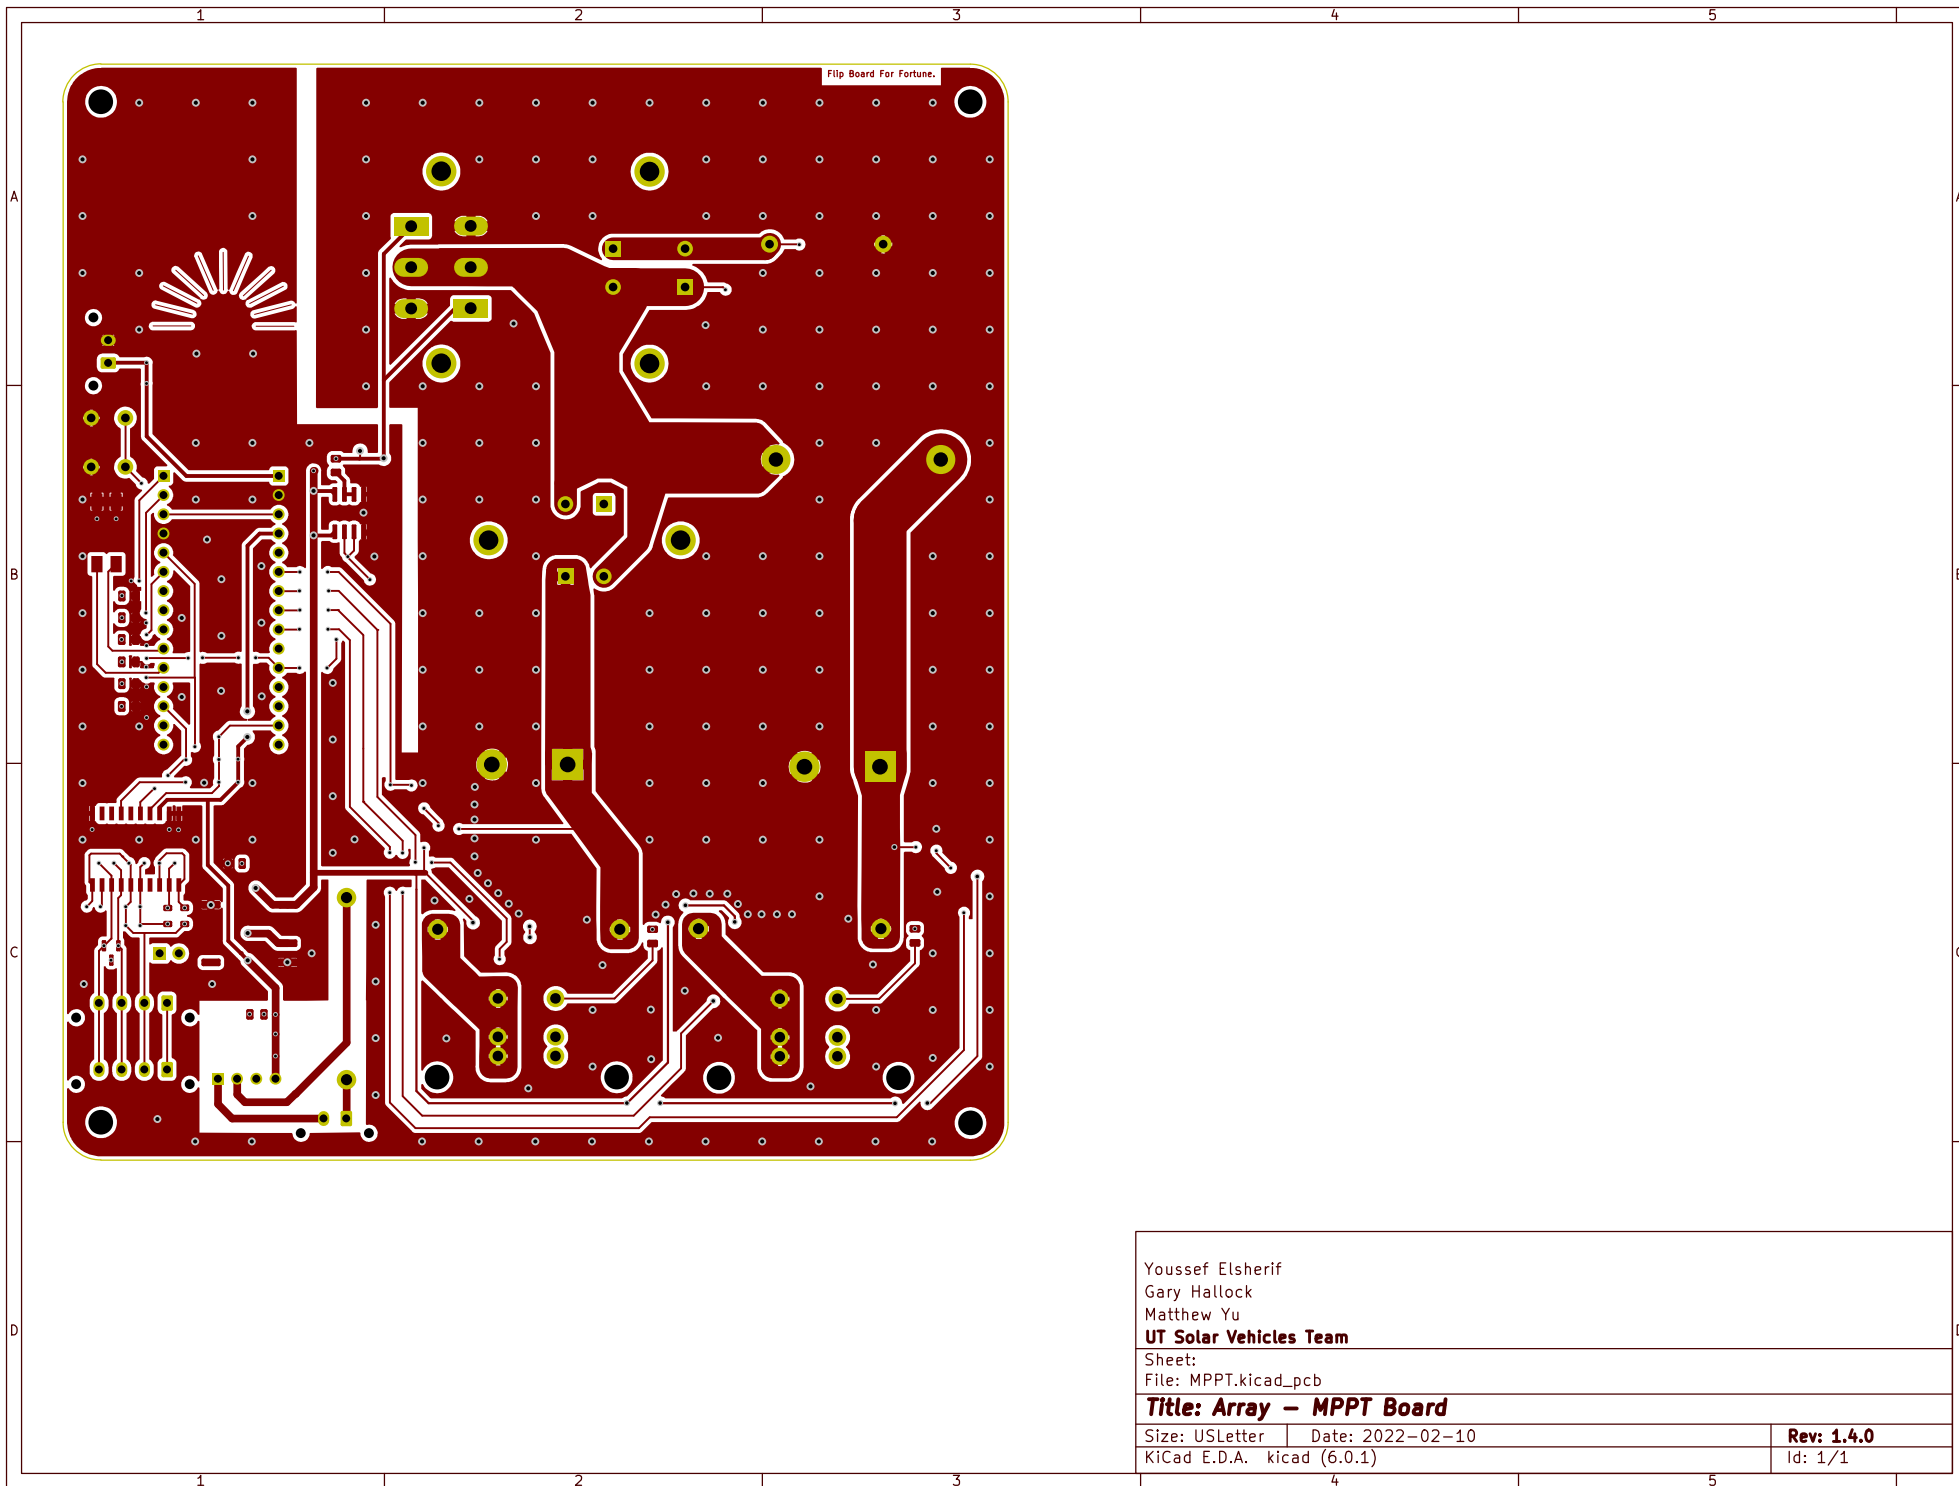 1 2 3 4 5
Flip Board For Fortune.
A A
B B
C C
D D
Youssef Elsherif
Gary Hallock
Matthew Yu
UT Solar Vehicles Team
Sheet:
File: MPPT.kicad_pcb
Title: Array – MPPT Board
Size: USLetter Date: 2022-02-10 Rev: 1.4.0
KiCad E.D.A. kicad (6.0.1) Id: 1/1
1 2 3 4 5